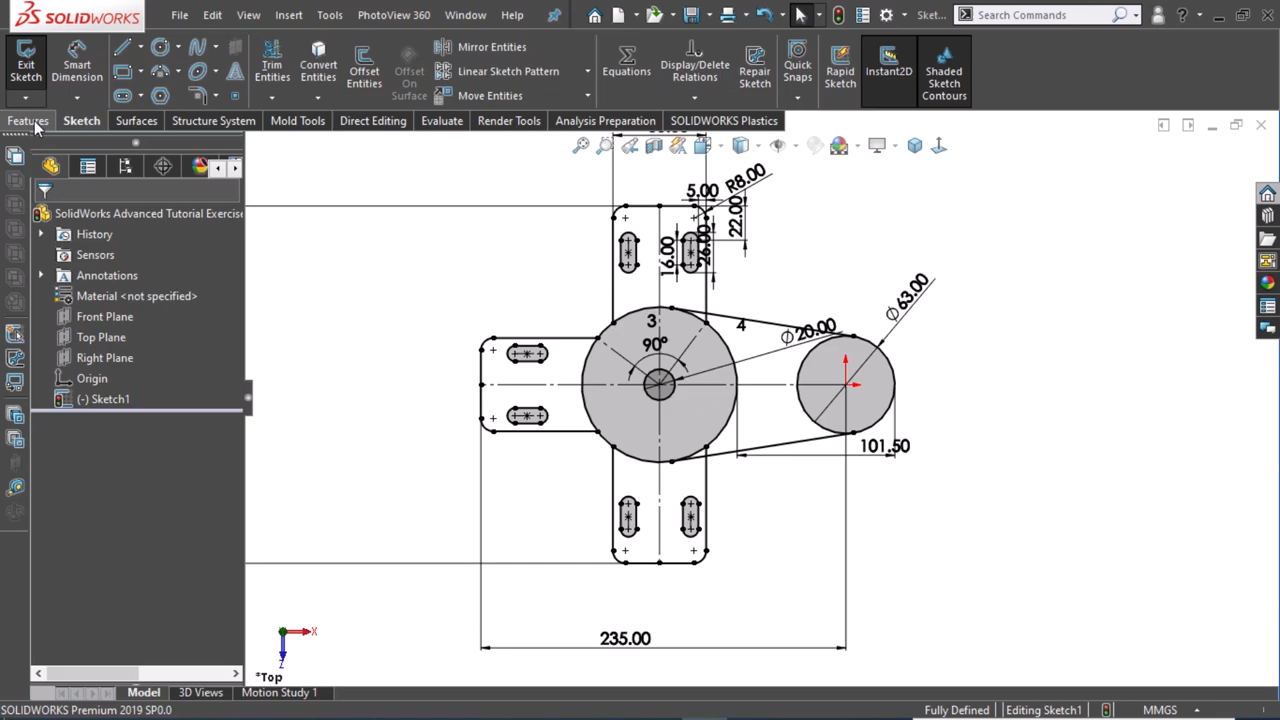 SOLIDWORKS File Edit View Insert Tools PhotoView 360 Window Help Sket... Search Commands ?
Exit Sketch Smart Dimension Trim Entities Convert Entities Offset Entities Offset On Surface Mirror Entities Linear Sketch Pattern Move Entities Equations Display/Delete Relations Repair Sketch Quick Snaps Rapid Sketch Instant2D Shaded Sketch Contours
Features Sketch Surfaces Structure System Mold Tools Direct Editing Evaluate Render Tools Analysis Preparation SOLIDWORKS Plastics
SolidWorks Advanced Tutorial Exercise
History
Sensors
Annotations
Material <not specified>
Front Plane
Top Plane
Right Plane
Origin
(-) Sketch1
5.00
R8.00
22.00
16.00
26.00
3
4
90°
∅20.00
∅63.00
101.50
235.00
X
Z
*Top
Model 3D Views Motion Study 1
SOLIDWORKS Premium 2019 SP0.0 Fully Defined Editing Sketch1 MMGS